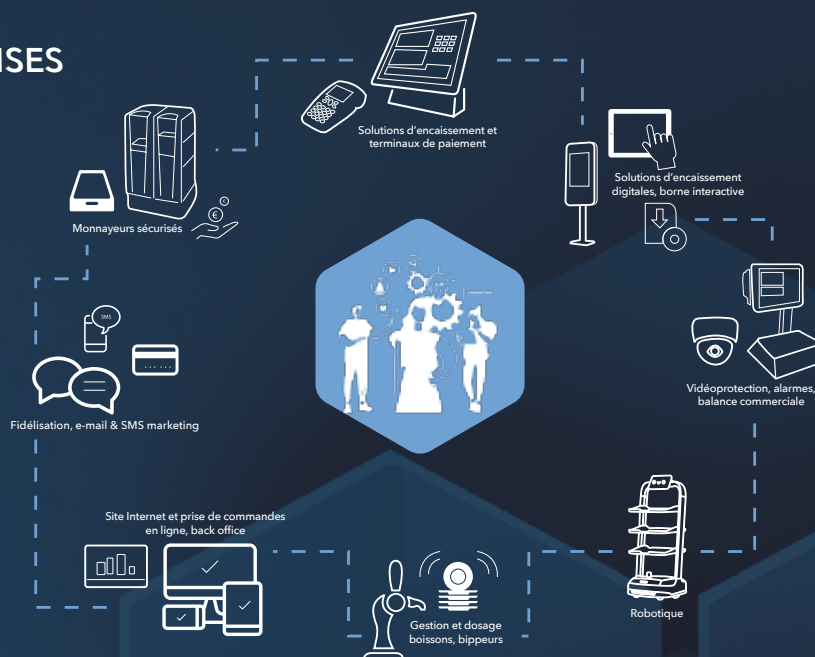 ISES
Solutions d'encaissement et
terminaux de paiement
Solutions d'encaissement
digitales, borne interactive
Monnayeurs sécurisés
€
€
SMS
Vidéoprotection, alarmes,
balance commerciale
Fidélisation, e-mail & SMS marketing
Site Internet et prise de commandes
en ligne, back office
Gestion et dosage
boissons, bippeurs
Robotique